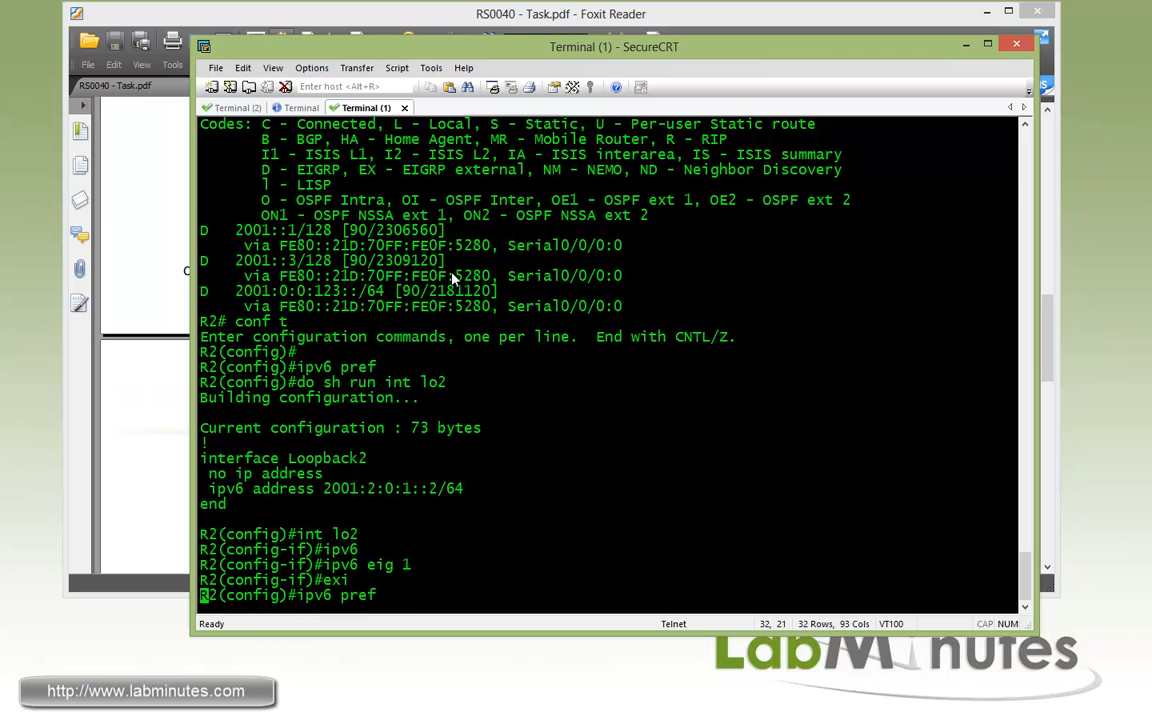 RS0040 - Task.pdf - Foxit Reader
File Edit View Tools
RS0040 - Task.pdf
Terminal (1) - SecureCRT
File Edit View Options Transfer Script Tools Help
Enter host <Alt+R>
Terminal (2) Terminal Terminal (1)
Codes: C - Connected, L - Local, S - Static, U - Per-user Static route
B - BGP, HA - Home Agent, MR - Mobile Router, R - RIP
I1 - ISIS L1, I2 - ISIS L2, IA - ISIS interarea, IS - ISIS summary
D - EIGRP, EX - EIGRP external, NM - NEMO, ND - Neighbor Discovery
l - LISP
O - OSPF Intra, OI - OSPF Inter, OE1 - OSPF ext 1, OE2 - OSPF ext 2
ON1 - OSPF NSSA ext 1, ON2 - OSPF NSSA ext 2
D 2001::1/128 [90/2306560]
via FE80::21D:70FF:FE0F:5280, Serial0/0/0:0
D 2001::3/128 [90/2309120]
via FE80::21D:70FF:FE0F:5280, Serial0/0/0:0
D 2001:0:0:123::/64 [90/2181120]
via FE80::21D:70FF:FE0F:5280, Serial0/0/0:0
R2# conf t
Enter configuration commands, one per line. End with CNTL/Z.
R2(config)#
R2(config)#ipv6 pref
R2(config)#do sh run int lo2
Building configuration...
Current configuration : 73 bytes
!
interface Loopback2
no ip address
ipv6 address 2001:2:0:1::2/64
end
R2(config)#int lo2
R2(config-if)#ipv6
R2(config-if)#ipv6 eig 1
R2(config-if)#exi
R2(config)#ipv6 pref
Ready Telnet 32, 21 32 Rows, 93 Cols VT100 CAP NUM
LabMinutes
http://www.labminutes.com